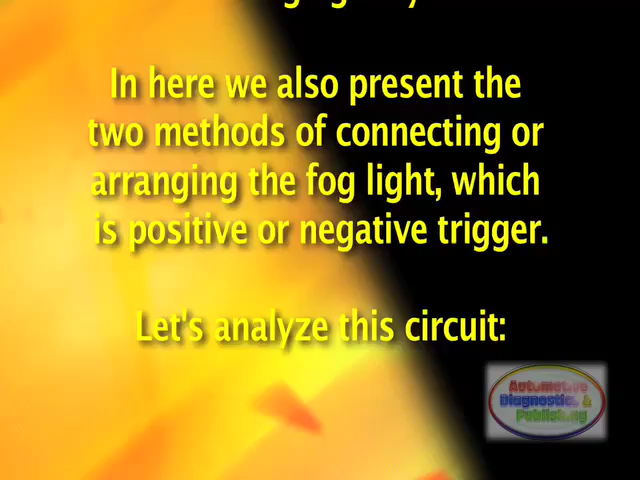 In here we also present the
two methods of connecting or
arranging the fog light, which
is positive or negative trigger.
Let's analyze this circuit:
Automotive
Diagnostics &
Publishing